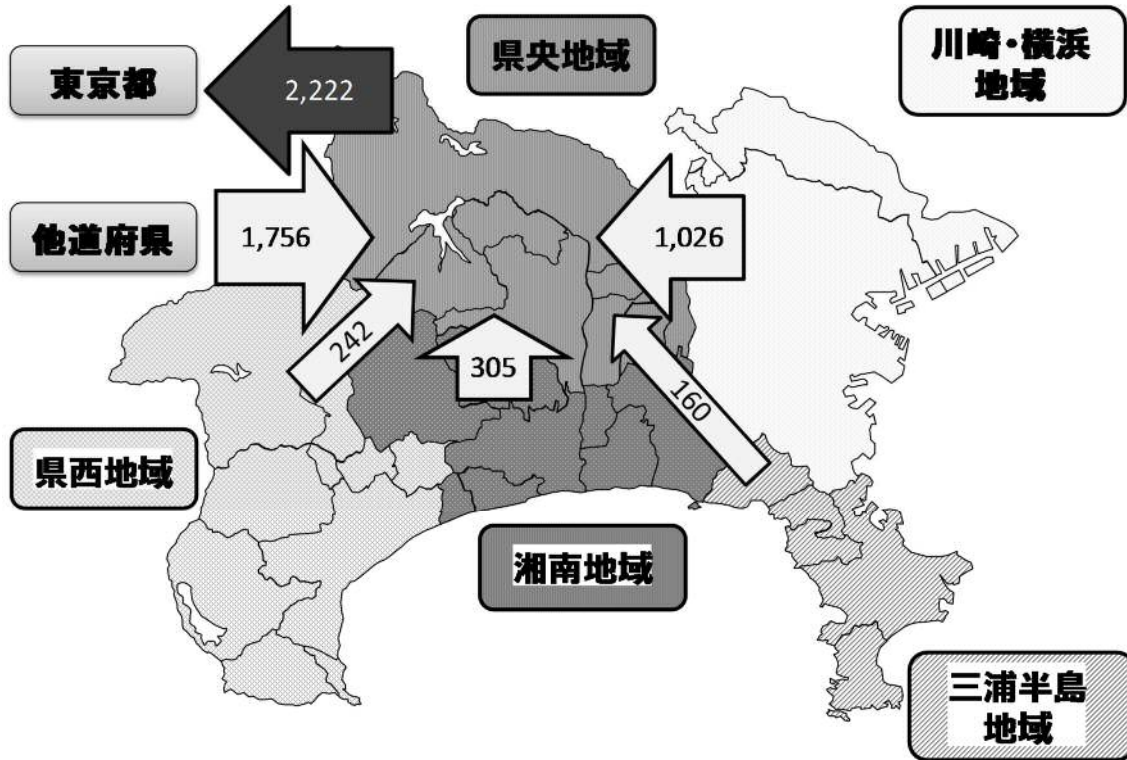 東京都
2,222
県央地域
川崎・横浜
地域
他道府県
1,756
1,026
242
305
160
県西地域
湘南地域
三浦半島
地域